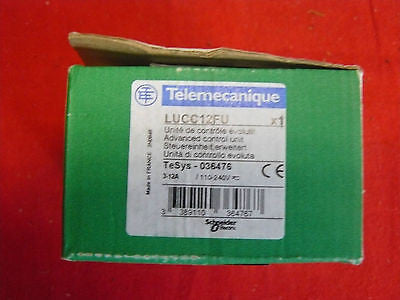 Telemecanique
LUCC12FU x1
Unité de contrôle évolutif
Advanced control unit
Steuereinheit,erweitert
Unità di controllo evoluta
TeSys - 036476
3-12A / 110-240V
CE
Made in FRANCE
3 389110 364767
Schneider
Electric